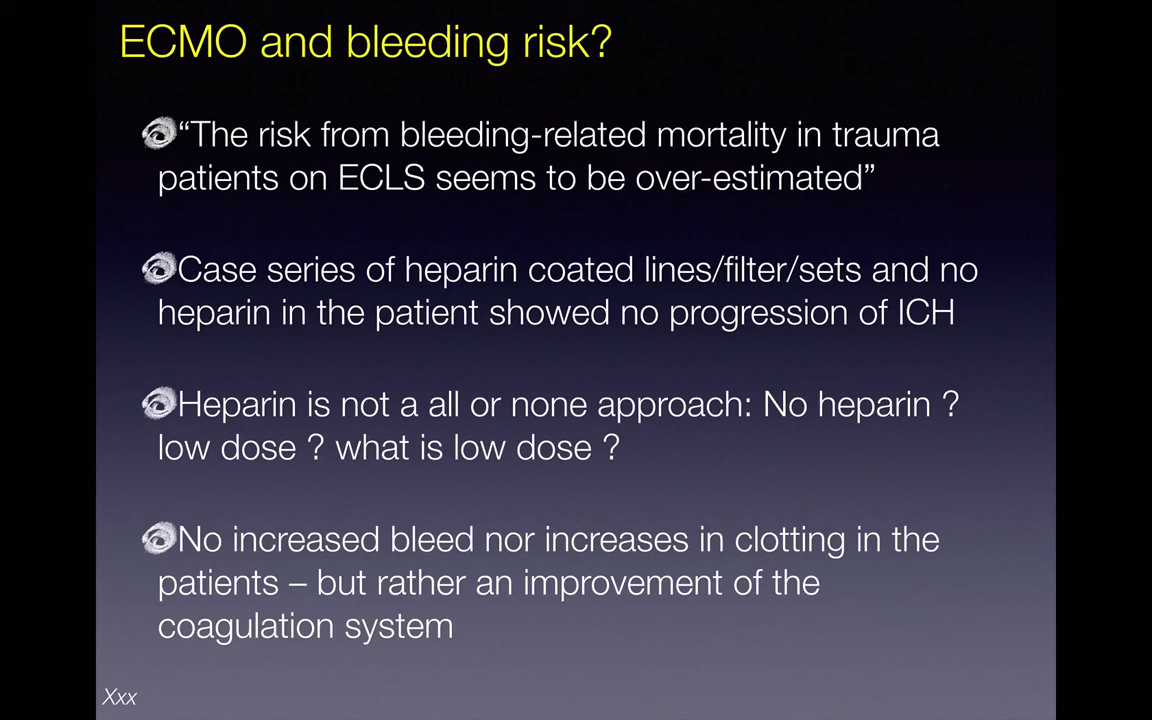 ECMO and bleeding risk?
“The risk from bleeding-related mortality in trauma
patients on ECLS seems to be over-estimated”
Case series of heparin coated lines/filter/sets and no
heparin in the patient showed no progression of ICH
Heparin is not a all or none approach: No heparin ?
low dose ? what is low dose ?
No increased bleed nor increases in clotting in the
patients – but rather an improvement of the
coagulation system
Xxx